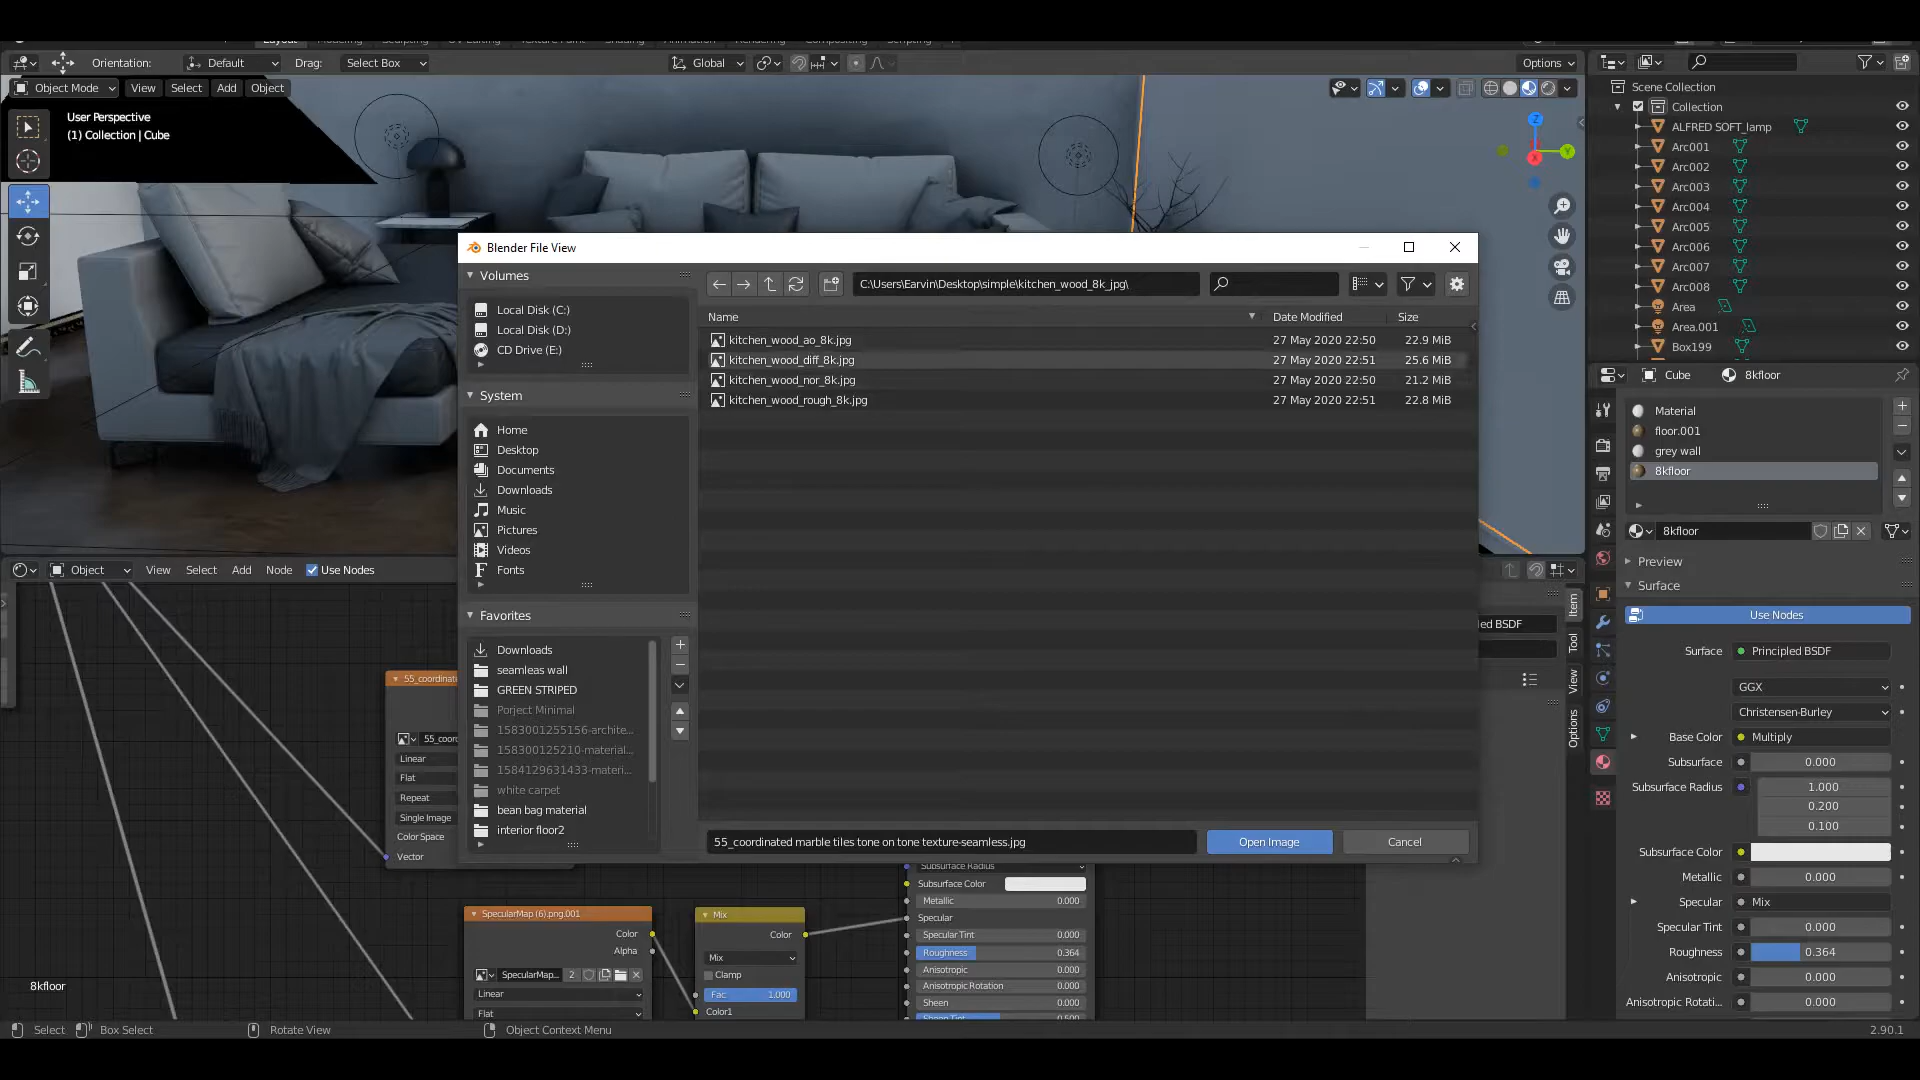 Orientation:
Default
Drag:
Select Box
Global
Options
Object Mode
View
Select
Add
Object
User Perspective
(1) Collection | Cube
Z
Y
X
Scene Collection
Collection
ALFRED SOFT_lamp
Arc001
Arc002
Arc003
Arc004
Arc005
Arc006
Arc007
Arc008
Area
Area.001
Box199
Blender File View
Volumes
Local Disk (C:)
Local Disk (D:)
CD Drive (E:)
System
Home
Desktop
Documents
Downloads
Music
Pictures
Videos
Fonts
Favorites
Downloads
seamleas wall
GREEN STRIPED
Porject Minimal
1583001255156-archite...
158300125210-material...
1584129631433-materi...
white carpet
bean bag material
interior floor2
C:\Users\Earvin\Desktop\simple\kitchen_wood_8k_jpg\
Name
Date Modified
Size
kitchen_wood_ao_8k.jpg 27 May 2020 22:50 22.9 MiB
kitchen_wood_diff_8k.jpg 27 May 2020 22:51 25.6 MiB
kitchen_wood_nor_8k.jpg 27 May 2020 22:50 21.2 MiB
kitchen_wood_rough_8k.jpg 27 May 2020 22:51 22.8 MiB
55_coordinated marble tiles tone on tone texture-seamless.jpg
Open Image
Cancel
Cube
8kfloor
Material
floor.001
grey wall
8kfloor
8kfloor
Preview
Surface
Use Nodes
Surface
Principled BSDF
GGX
Christensen-Burley
Base Color
Multiply
Subsurface
0.000
Subsurface Radius
1.000
0.200
0.100
Subsurface Color
Metallic
0.000
Specular
Mix
Specular Tint
0.000
Roughness
0.364
Anisotropic
0.000
Anisotropic Rotati...
0.000
Object
View
Select
Add
Node
Use Nodes
led BSDF
Item
Tool
View
Options
55_coordinat
55_coor
Linear
Flat
Repeat
Single Image
Color Space
Vector
SpecularMap (6).png.001
Color
Alpha
SpecularMap...
2
Linear
Flat
Mix
Color
Mix
Clamp
Fac
1.000
Color1
Subsurface Radius
Subsurface Color
Metallic
0.000
Specular
Specular Tint
0.000
Roughness
0.364
Anisotropic
0.000
Anisotropic Rotation
0.000
Sheen
0.000
Sheen Tint
0.500
8kfloor
Select
Box Select
Rotate View
Object Context Menu
2.90.1